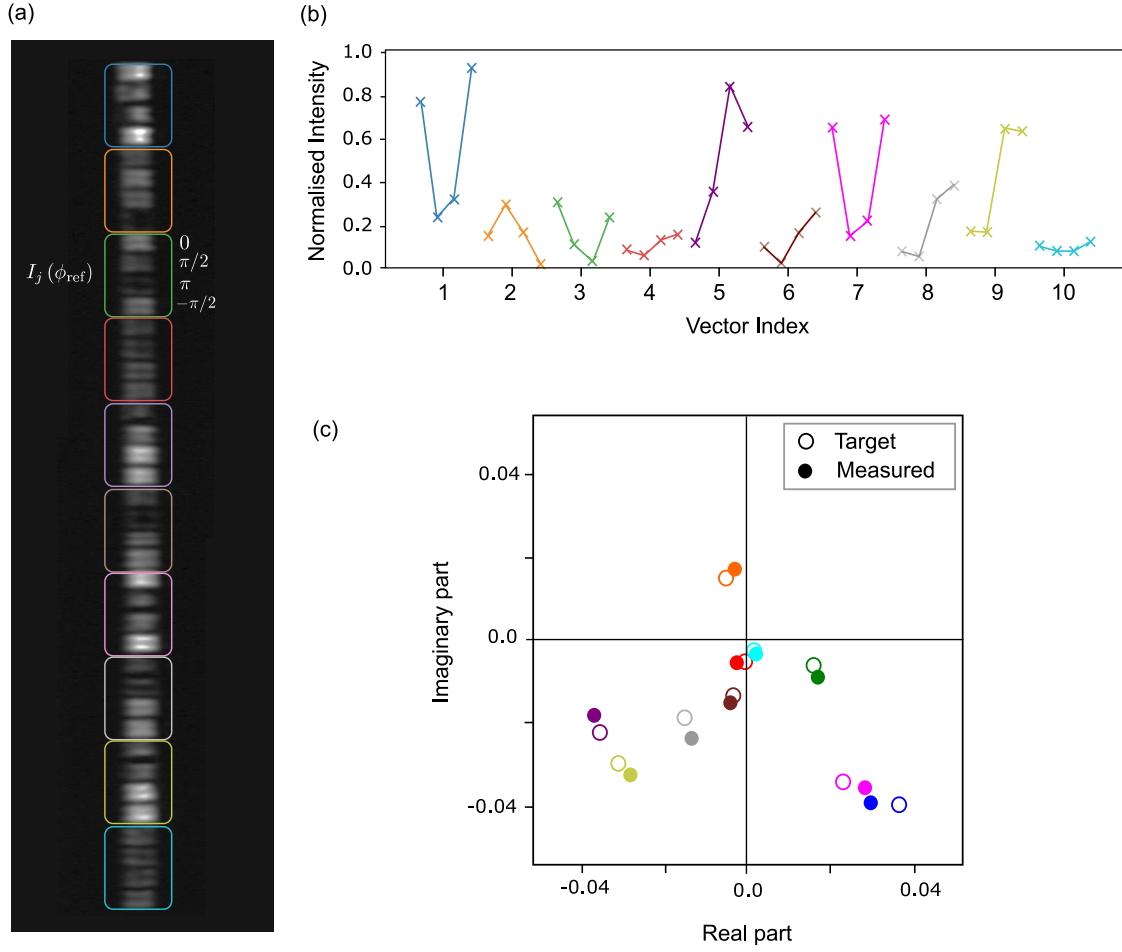 (a)
0
π/2
I_j (ϕ_ref)
π
−π/2
(b)
Normalised Intensity
1.0
0.8
0.6
0.4
0.2
0.0
1 2 3 4 5 6 7 8 9 10
Vector Index
(c)
Target
Measured
Imaginary part
0.04
0.0
-0.04
-0.04 0.0 0.04
Real part